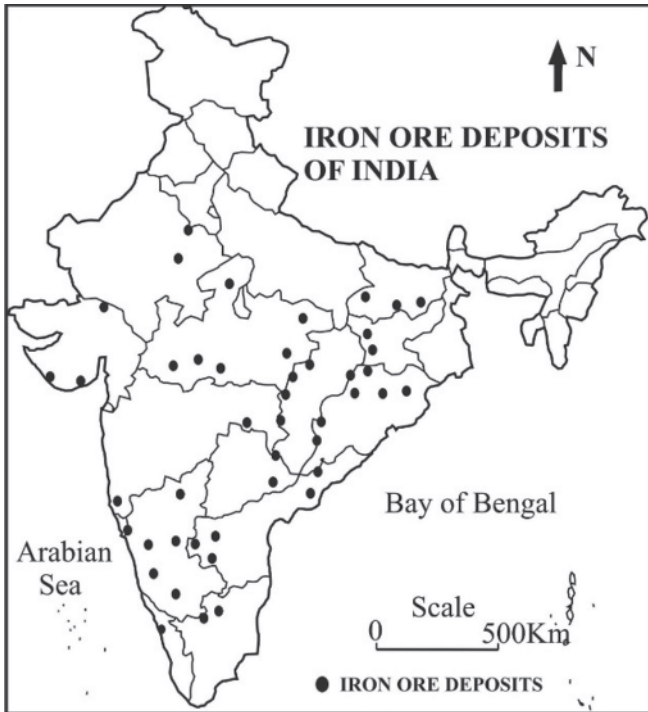 N
IRON ORE DEPOSITS
OF INDIA
Bay of Bengal
Arabian
Sea
Scale
0 500Km
IRON ORE DEPOSITS